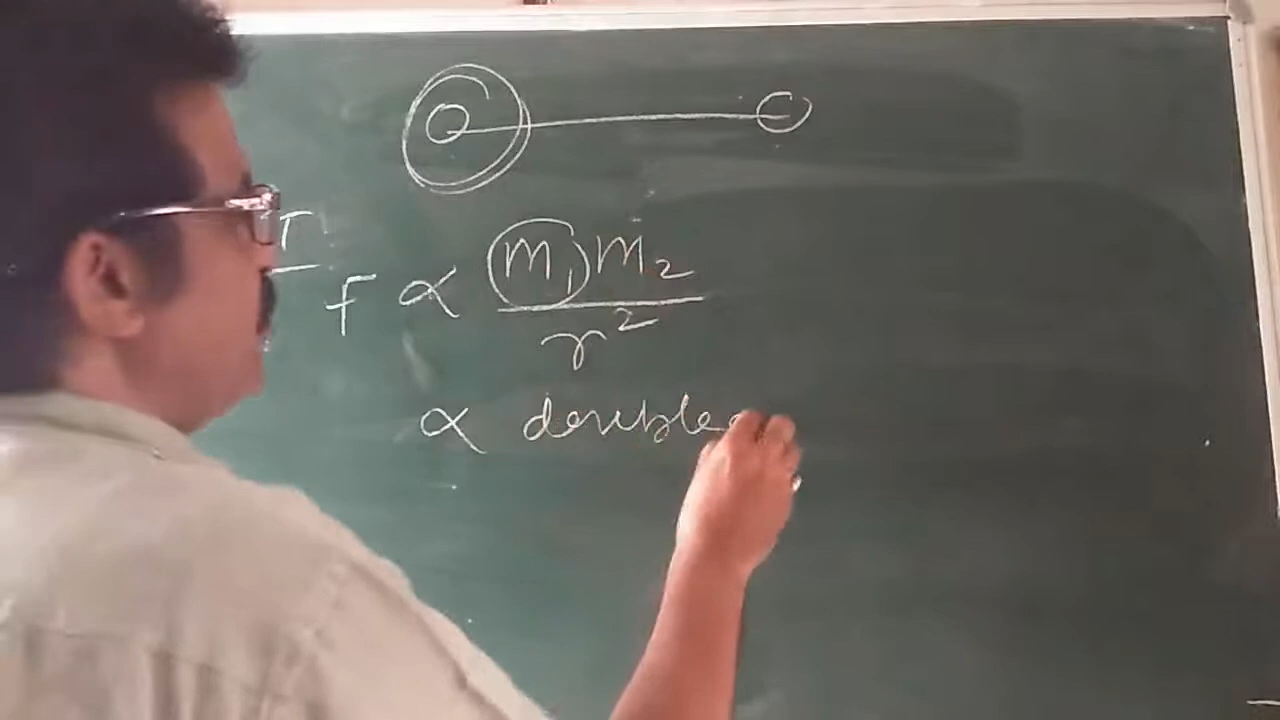 F ∝ m₁m₂ / r²
∝ double